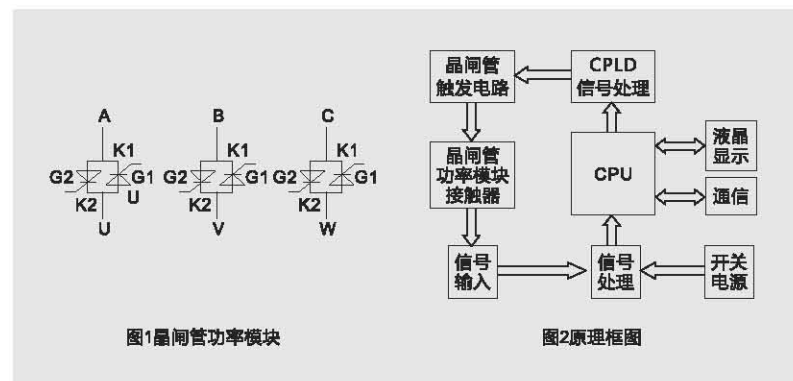 A
B
C
K1
K1
K1
G2
G1
G2
G1
G2
G1
K2
U
K2
K2
U
V
W
图1晶闸管功率模块
晶闸管
触发电路
CPLD
信号处理
晶闸管
功率模块
接触器
CPU
液晶
显示
通信
信号
输入
信号
处理
开关
电源
图2原理框图